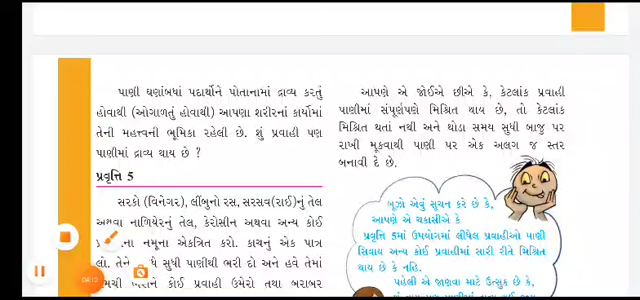 પાણી ઘણાંબધાં પદાર્થોને પોતાનામાં દ્રાવ્ય કરતું
હોવાથી (ઓગાળતું હોવાથી) આપણા શરીરનાં કાર્યોમાં
તેની મહત્ત્વની ભૂમિકા રહેલી છે. શું પ્રવાહી પણ
પાણીમાં દ્રાવ્ય થાય છે ?
પ્રવૃત્તિ 5
સરકો (વિનેગર), લીંબુનો રસ, સરસવ(રાઈ)નું તેલ
અથવા નાળિયેરનું તેલ, કેરોસીન અથવા અન્ય કોઈ
નમૂના એકત્રિત કરો. કાચનું એક પાત્ર
લો. તેને સુધી પાણીથી ભરી દો અને હવે તેમાં
કોઈ પ્રવાહી ઉમેરો તથા બરાબર
04:12
આપણે એ જોઈએ છીએ કે, કેટલાંક પ્રવાહી
પાણીમાં સંપૂર્ણપણે મિશ્રિત થાય છે, તો કેટલાંક
મિશ્રિત થતાં નથી અને થોડા સમય સુધી બાજુ પર
રાખી મૂકવાથી પાણી પર એક અલગ જ સ્તર
બનાવી દે છે.
બૂઝો એવું સૂચન કરે છે કે,
આપણે એ ચકાસીએ કે
પ્રવૃત્તિ 5માં ઉપયોગમાં લીધેલ પ્રવાહીઓ પાણી
સિવાય અન્ય કોઈ પ્રવાહીમાં સારી રીતે મિશ્રિત
થાય છે કે નહિ.
પહેલી એ જાણવા માટે ઉત્સુક છે કે,